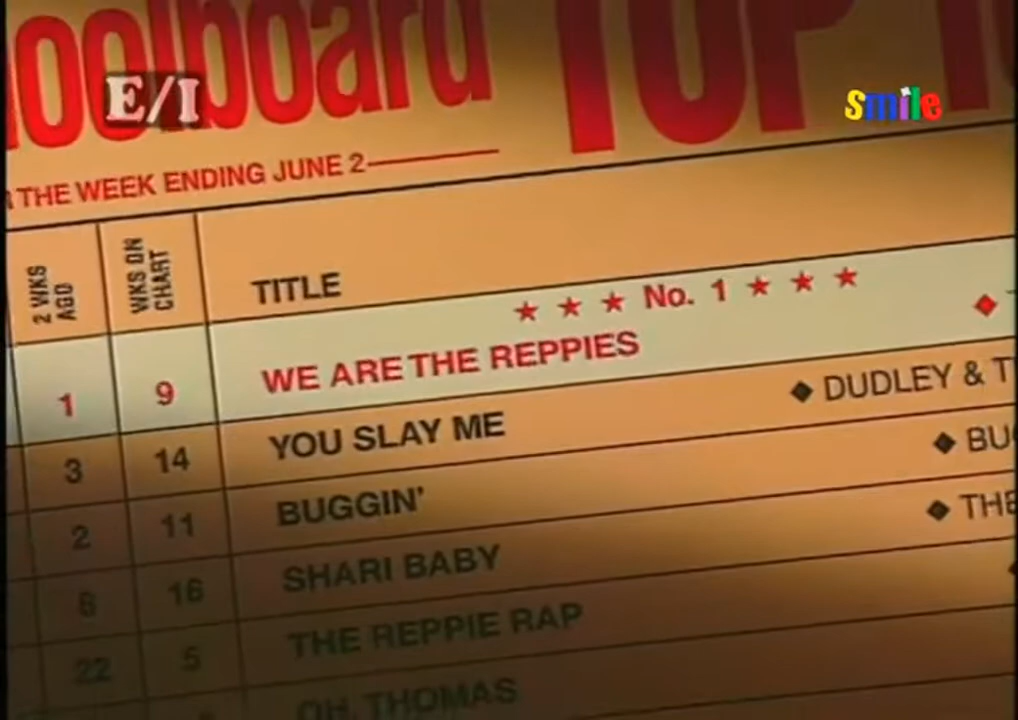 oolboard TOP
E/I
smile
THE WEEK ENDING JUNE 2
2 WKS AGO
WKS ON CHART
TITLE
★ ★ ★ No. 1 ★ ★ ★
1 9 WE ARE THE REPPIES
3 14 YOU SLAY ME ◆ DUDLEY & T
2 11 BUGGIN' ◆ BU
16 SHARI BABY ◆ THE
22 5 THE REPPIE RAP
OH, THOMAS